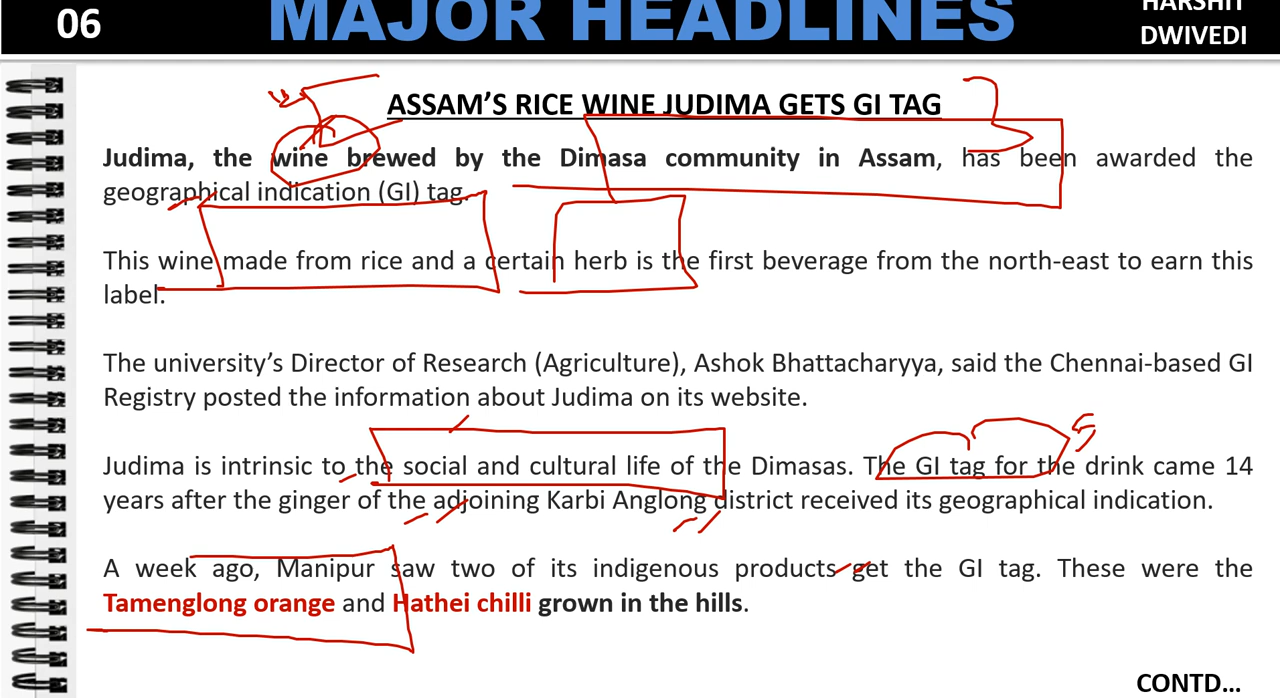 06
MAJOR HEADLINES
HARSHIT
DWIVEDI
ASSAM'S RICE WINE JUDIMA GETS GI TAG
Judima, the wine brewed by the Dimasa community in Assam, has been awarded the
geographical indication (GI) tag.
This wine made from rice and a certain herb is the first beverage from the north-east to earn this
label.
The university's Director of Research (Agriculture), Ashok Bhattacharyya, said the Chennai-based GI
Registry posted the information about Judima on its website.
Judima is intrinsic to the social and cultural life of the Dimasas. The GI tag for the drink came 14
years after the ginger of the adjoining Karbi Anglong district received its geographical indication.
A week ago, Manipur saw two of its indigenous products get the GI tag. These were the
Tamenglong orange and Hathei chilli grown in the hills.
CONTD...